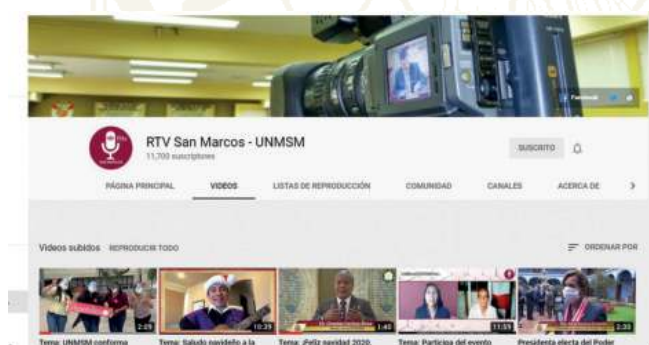 Facebook
RTV San Marcos - UNMSM
11,700 suscriptores
SUSCRITO
PÁGINA PRINCIPAL VIDEOS LISTAS DE REPRODUCCIÓN COMUNIDAD CANALES ACERCA DE
Videos subidos REPRODUCIR TODO
ORDENAR POR
2:09 10:39 1:40 11:59 2:35
Tema: UNMSM conforma Tema: Saludo navideño a la Tema: ¡Feliz navidad 2020. Tema: Participa del evento Presidenta electa del Poder